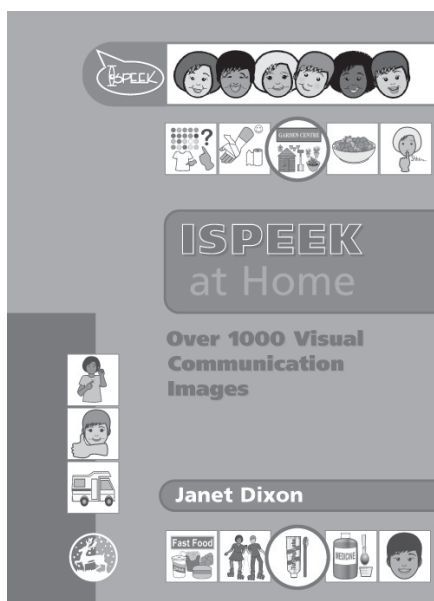 ISPEEK
?
GARDEN CENTRE
ISPEEK
at Home
Over 1000 Visual
Communication
Images
Janet Dixon
Fast Food
MEDICINE